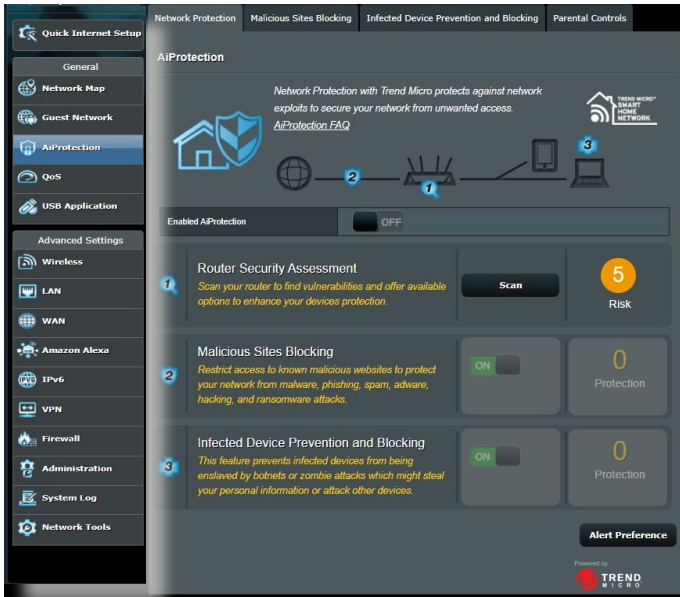 Quick Internet Setup
General
Network Map
Guest Network
AiProtection
QoS
USB Application
Advanced Settings
Wireless
LAN
WAN
Amazon Alexa
IPv6
VPN
Firewall
Administration
System Log
Network Tools
Network Protection
Malicious Sites Blocking
Infected Device Prevention and Blocking
Parental Controls
AiProtection
Network Protection with Trend Micro protects against network
exploits to secure your network from unwanted access.
AiProtection FAQ
TREND MICRO™
SMART
HOME
NETWORK
3
2
1
Enabled AiProtection
OFF
1
Router Security Assessment
Scan your router to find vulnerabilities and offer available
options to enhance your devices protection.
Scan
5
Risk
2
Malicious Sites Blocking
Restrict access to known malicious websites to protect
your network from malware, phishing, spam, adware,
hacking, and ransomware attacks.
ON
0
Protection
3
Infected Device Prevention and Blocking
This feature prevents infected devices from being
enslaved by botnets or zombie attacks which might steal
your personal information or attack other devices.
ON
0
Protection
Alert Preference
Powered by
TREND
MICRO